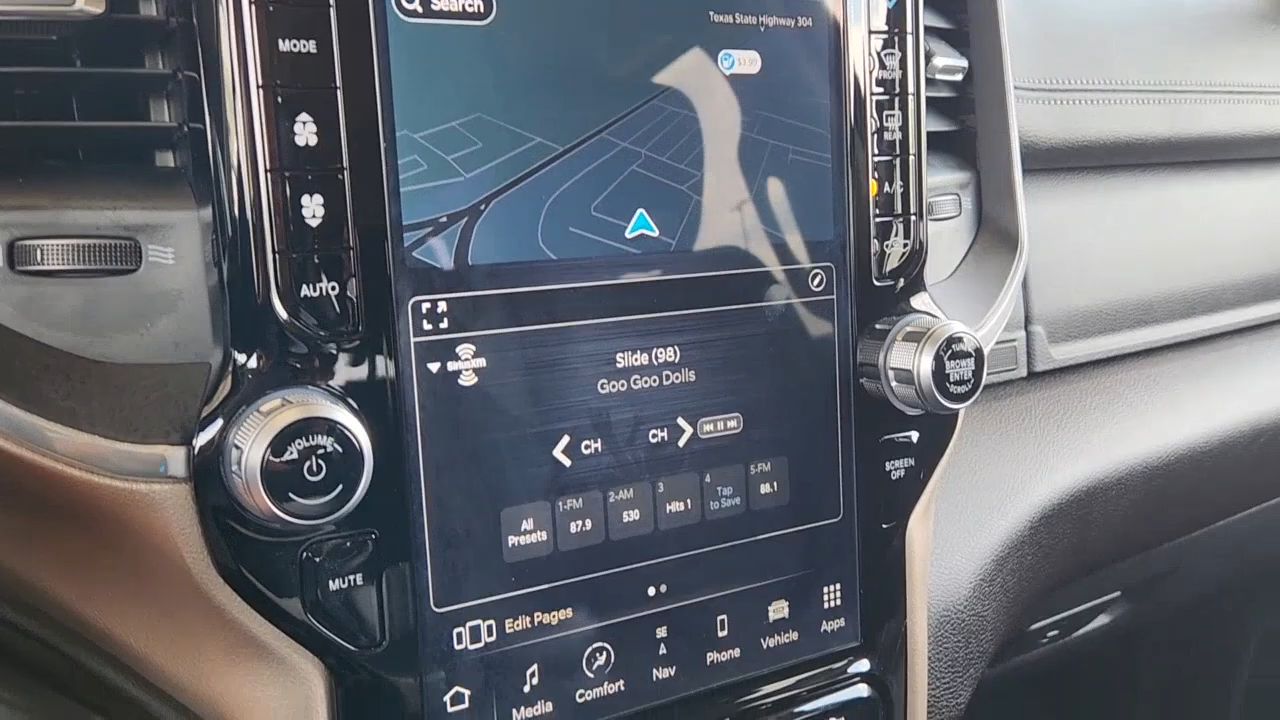 Search
Texas State Highway 304
$3.99
MODE
AUTO
FRONT
REAR
A/C
SiriusXM
Slide (98)
Goo Goo Dolls
CH
CH
All
Presets
1-FM
87.9
2-AM
530
3
Hits 1
4
Tap
to Save
5-FM
88.1
VOLUME
MUTE
TUNE
BROWSE
ENTER
SCROLL
SCREEN
OFF
Edit Pages
Media
Comfort
SE
A
Nav
Phone
Vehicle
Apps